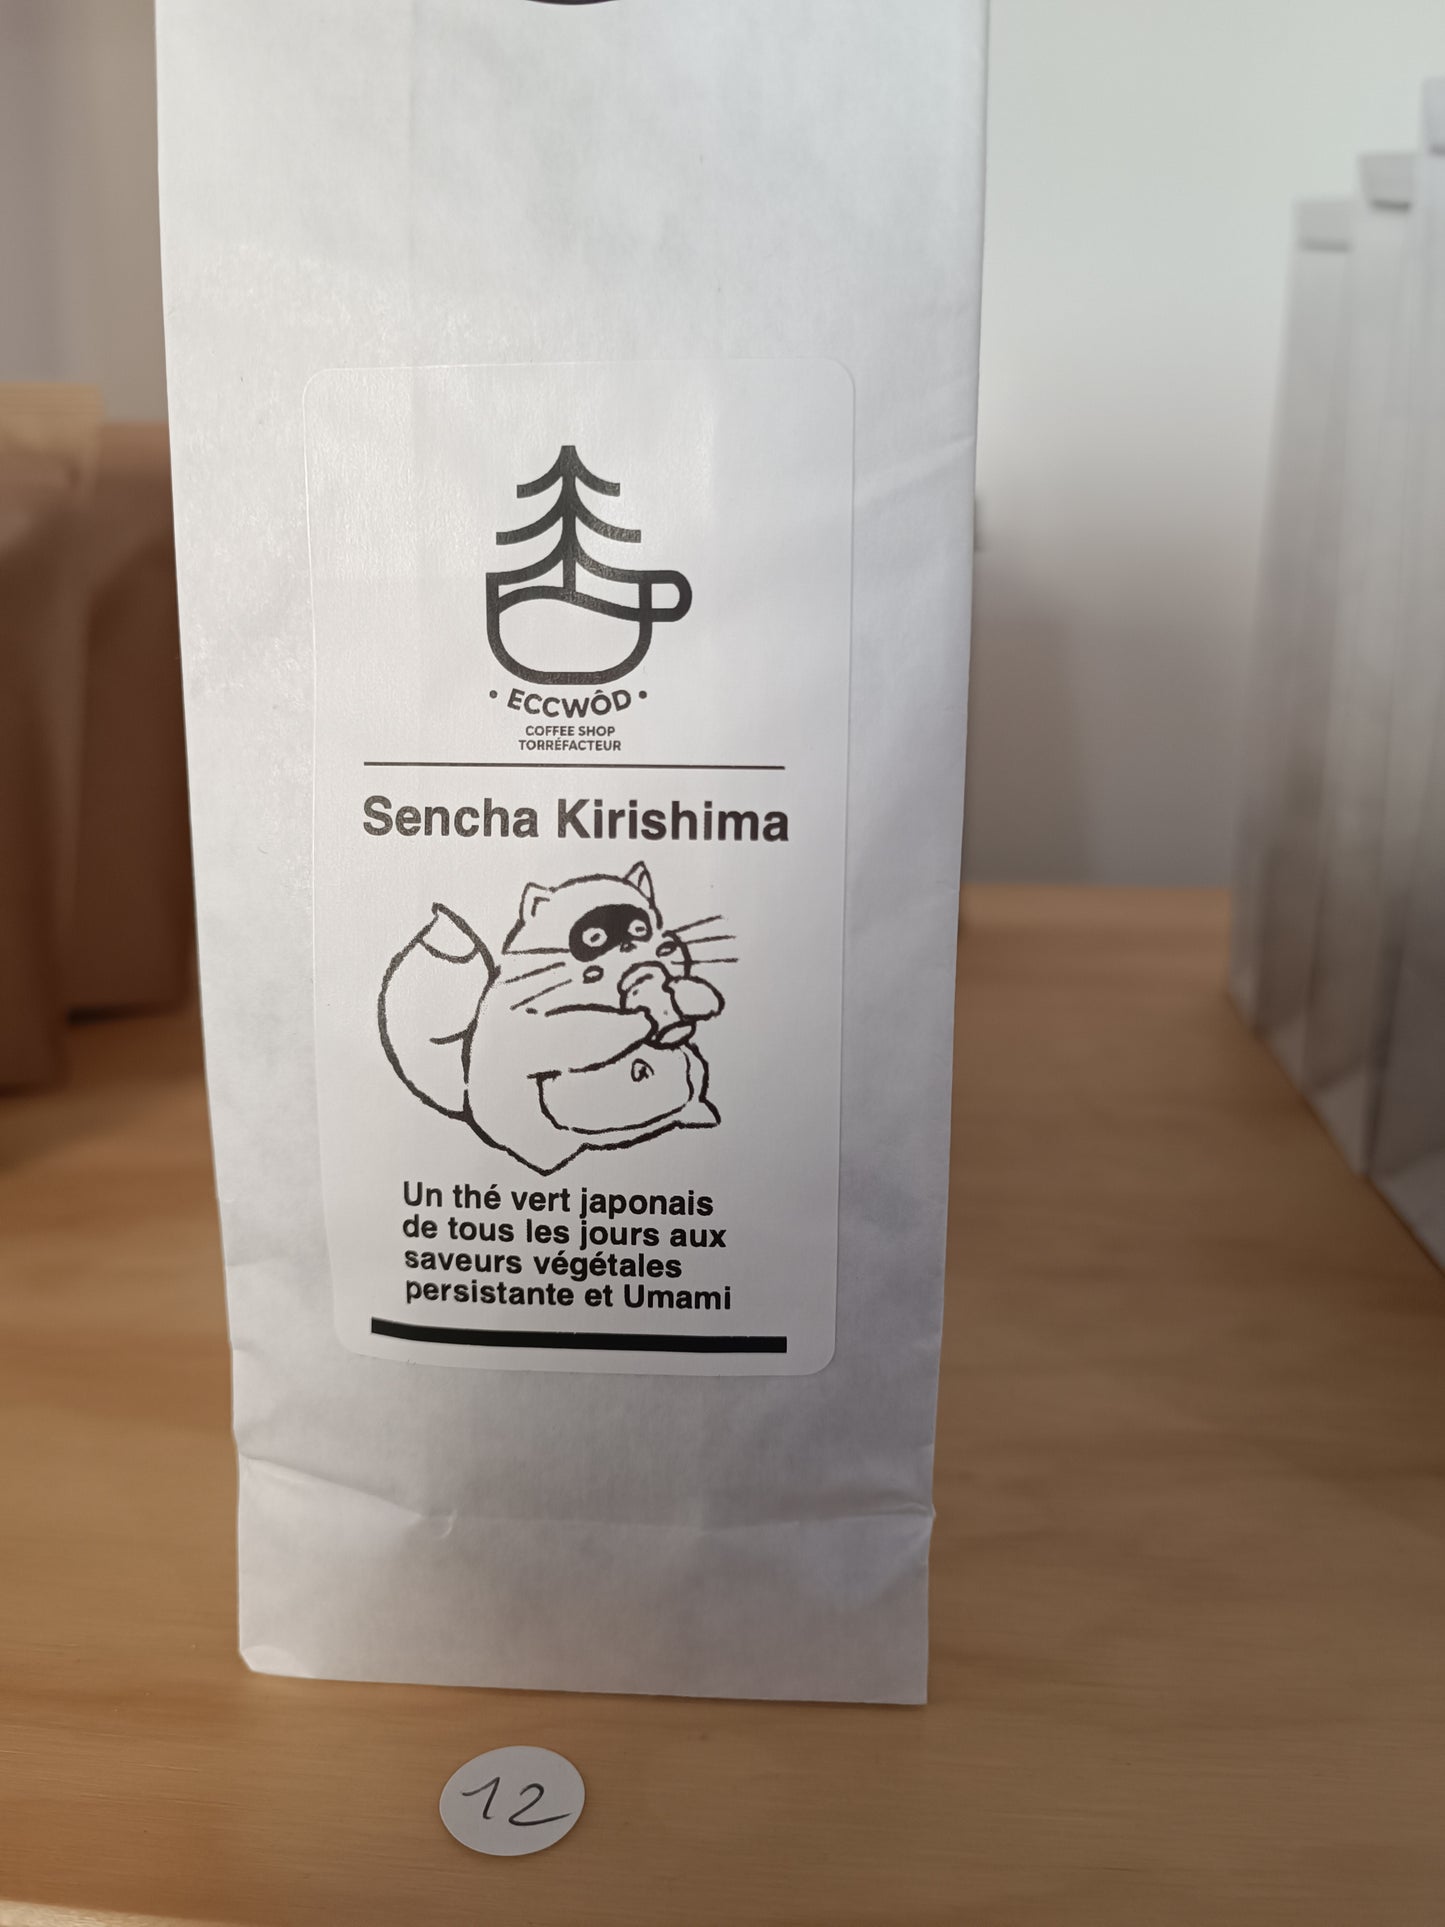 • ECCWÔD •
COFFEE SHOP
TORRÉFACTEUR
Sencha Kirishima
Un thé vert japonais
de tous les jours aux
saveurs végétales
persistante et Umami
12